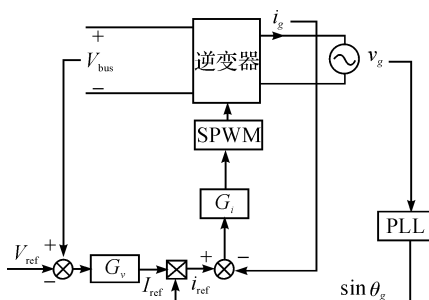 i_g
+
V_bus
−
逆变器
v_g
SPWM
G_i
PLL
V_ref
+
−
G_v
I_ref
i_ref
+
−
sin θ_g